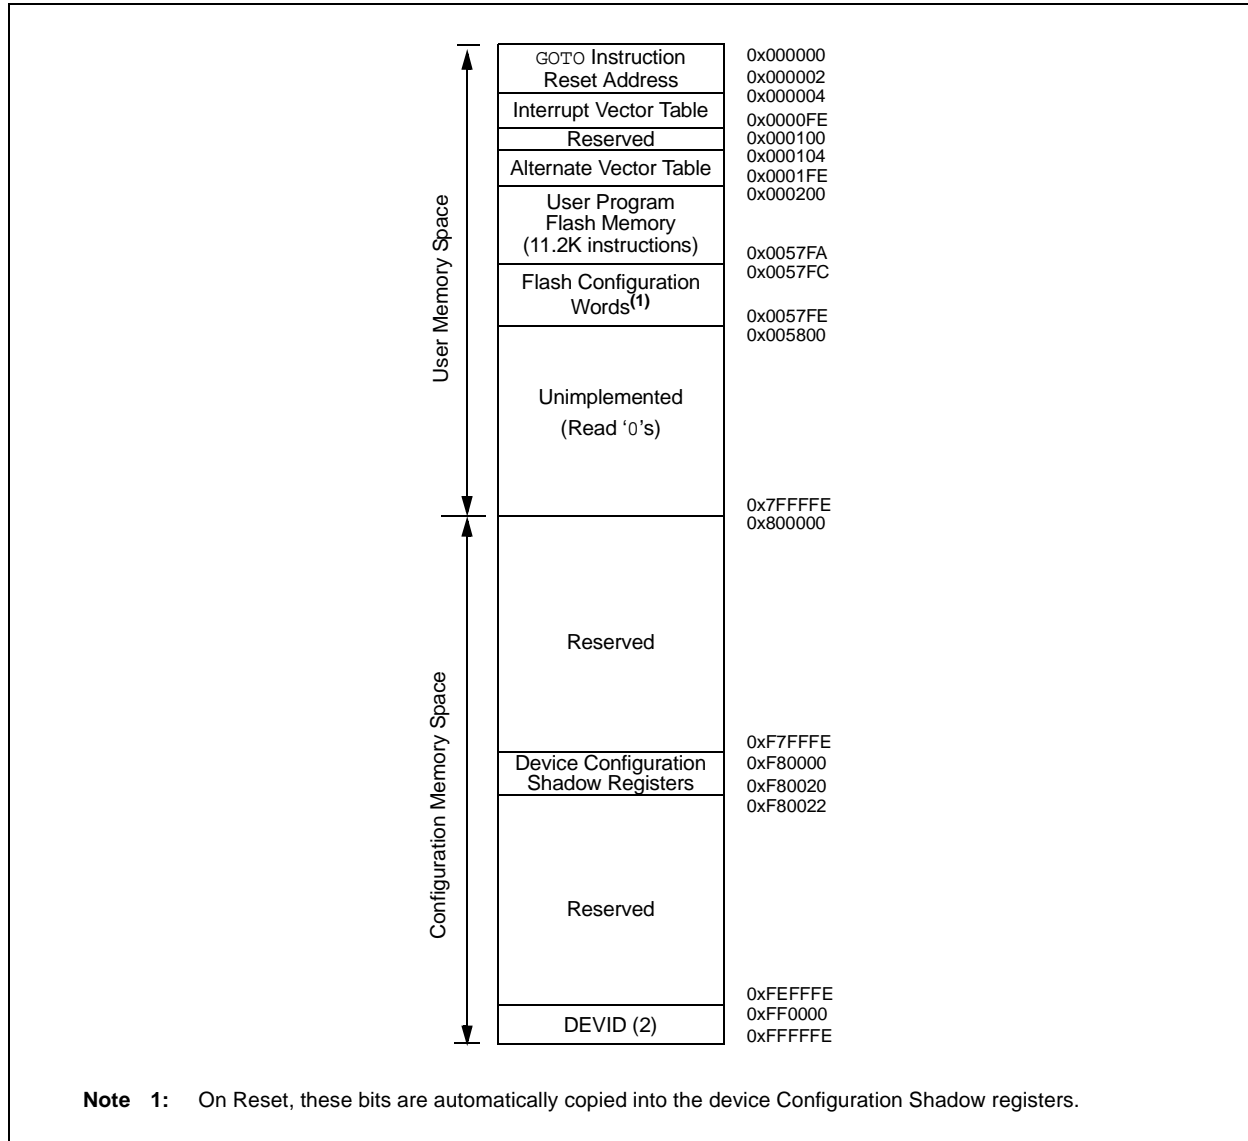 GOTO Instruction
Reset Address
0x000000
0x000002
0x000004
Interrupt Vector Table
0x0000FE
Reserved
0x000100
0x000104
Alternate Vector Table
0x0001FE
0x000200
User Program
Flash Memory
(11.2K instructions)
0x0057FA
0x0057FC
Flash Configuration
Words(1)
0x0057FE
0x005800
User Memory Space
Unimplemented
(Read ‘0’s)
0x7FFFFE
0x800000
Reserved
0xF7FFFE
Device Configuration
Shadow Registers
0xF80000
0xF80020
0xF80022
Configuration Memory Space
Reserved
0xFEFFFE
0xFF0000
DEVID (2)
0xFFFFFE
Note 1: On Reset, these bits are automatically copied into the device Configuration Shadow registers.